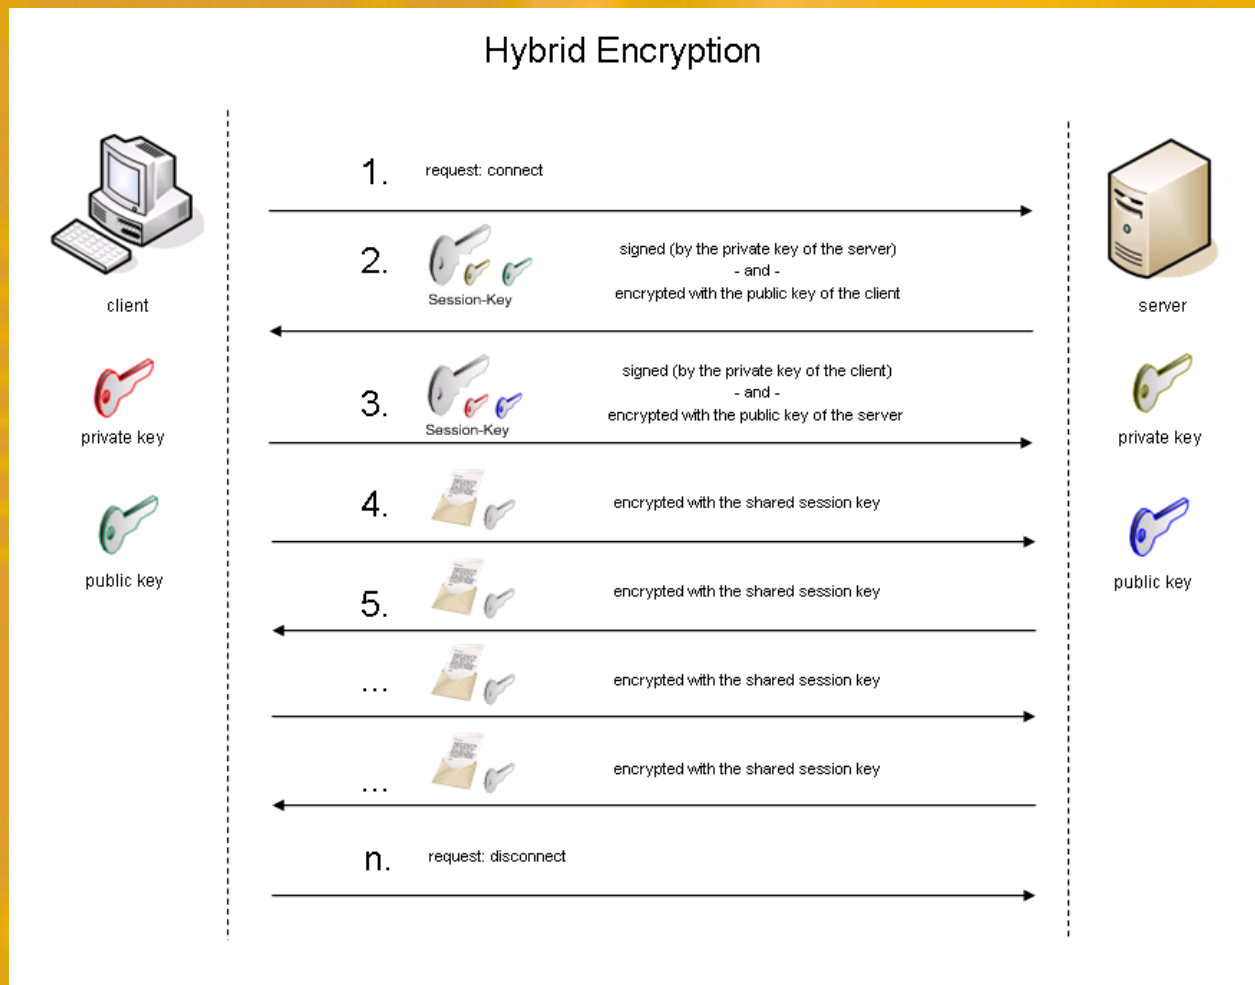 Hybrid Encryption
1. request: connect
2. Session-Key
signed (by the private key of the server)
- and -
encrypted with the public key of the client
client
server
3. Session-Key
signed (by the private key of the client)
- and -
encrypted with the public key of the server
private key
private key
4. encrypted with the shared session key
public key
public key
5. encrypted with the shared session key
... encrypted with the shared session key
... encrypted with the shared session key
n. request: disconnect